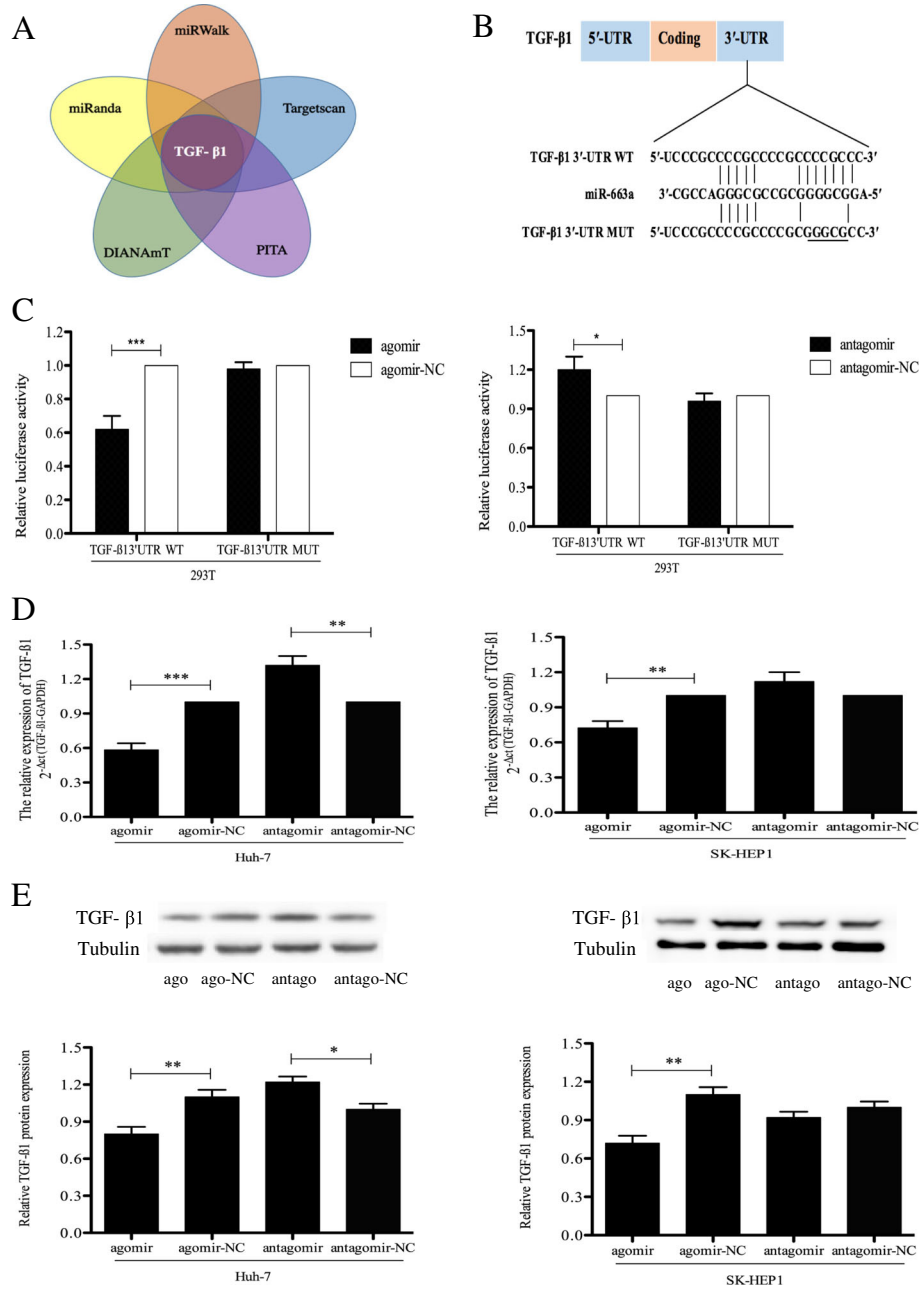 A
miRWalk
miRanda
Targetscan
TGF- β1
DIANAmT
PITA
B
TGF-β1
5'-UTR
Coding
3'-UTR
TGF-β1 3'-UTR WT 5'-UCCCGCCCCGCCCCGCCCCGCCC-3'
miR-663a 3'-CGCCAGGGCGCCGCGGGGCGGA-5'
TGF-β1 3'-UTR MUT 5'-UCCCGCCCCGCCCCGCGGGCGCC-3'
C
Relative luciferase activity
1.2
1.0
0.8
0.6
0.4
0.2
0.0
***
agomir
agomir-NC
TGF-ß13'UTR WT
TGF-ß13'UTR MUT
293T
Relative luciferase activity
1.5
1.2
0.9
0.6
0.3
0.0
*
antagomir
antagomir-NC
TGF-ß13'UTR WT
TGF-ß13'UTR MUT
293T
D
The relative expression of TGF-ß1
2-Δct(TGF-ß1-GAPDH)
1.5
1.2
0.9
0.6
0.3
0.0
***
**
agomir agomir-NC antagomir antagomir-NC
Huh-7
The relative expression of TGF-ß1
2-Δct(TGF-ß1-GAPDH)
1.5
1.2
0.9
0.6
0.3
0.0
**
agomir agomir-NC antagomir antagomir-NC
SK-HEP1
E
TGF- β1
Tubulin
ago ago-NC antago antago-NC
TGF- β1
Tubulin
ago ago-NC antago antago-NC
Relative TGF-ß1 protein expression
1.5
1.2
0.9
0.6
0.3
0.0
**
*
agomir agomir-NC antagomir antagomir-NC
Huh-7
Relative TGF-ß1 protein expression
1.5
1.2
0.9
0.6
0.3
0.0
**
agomir agomir-NC antagomir antagomir-NC
SK-HEP1